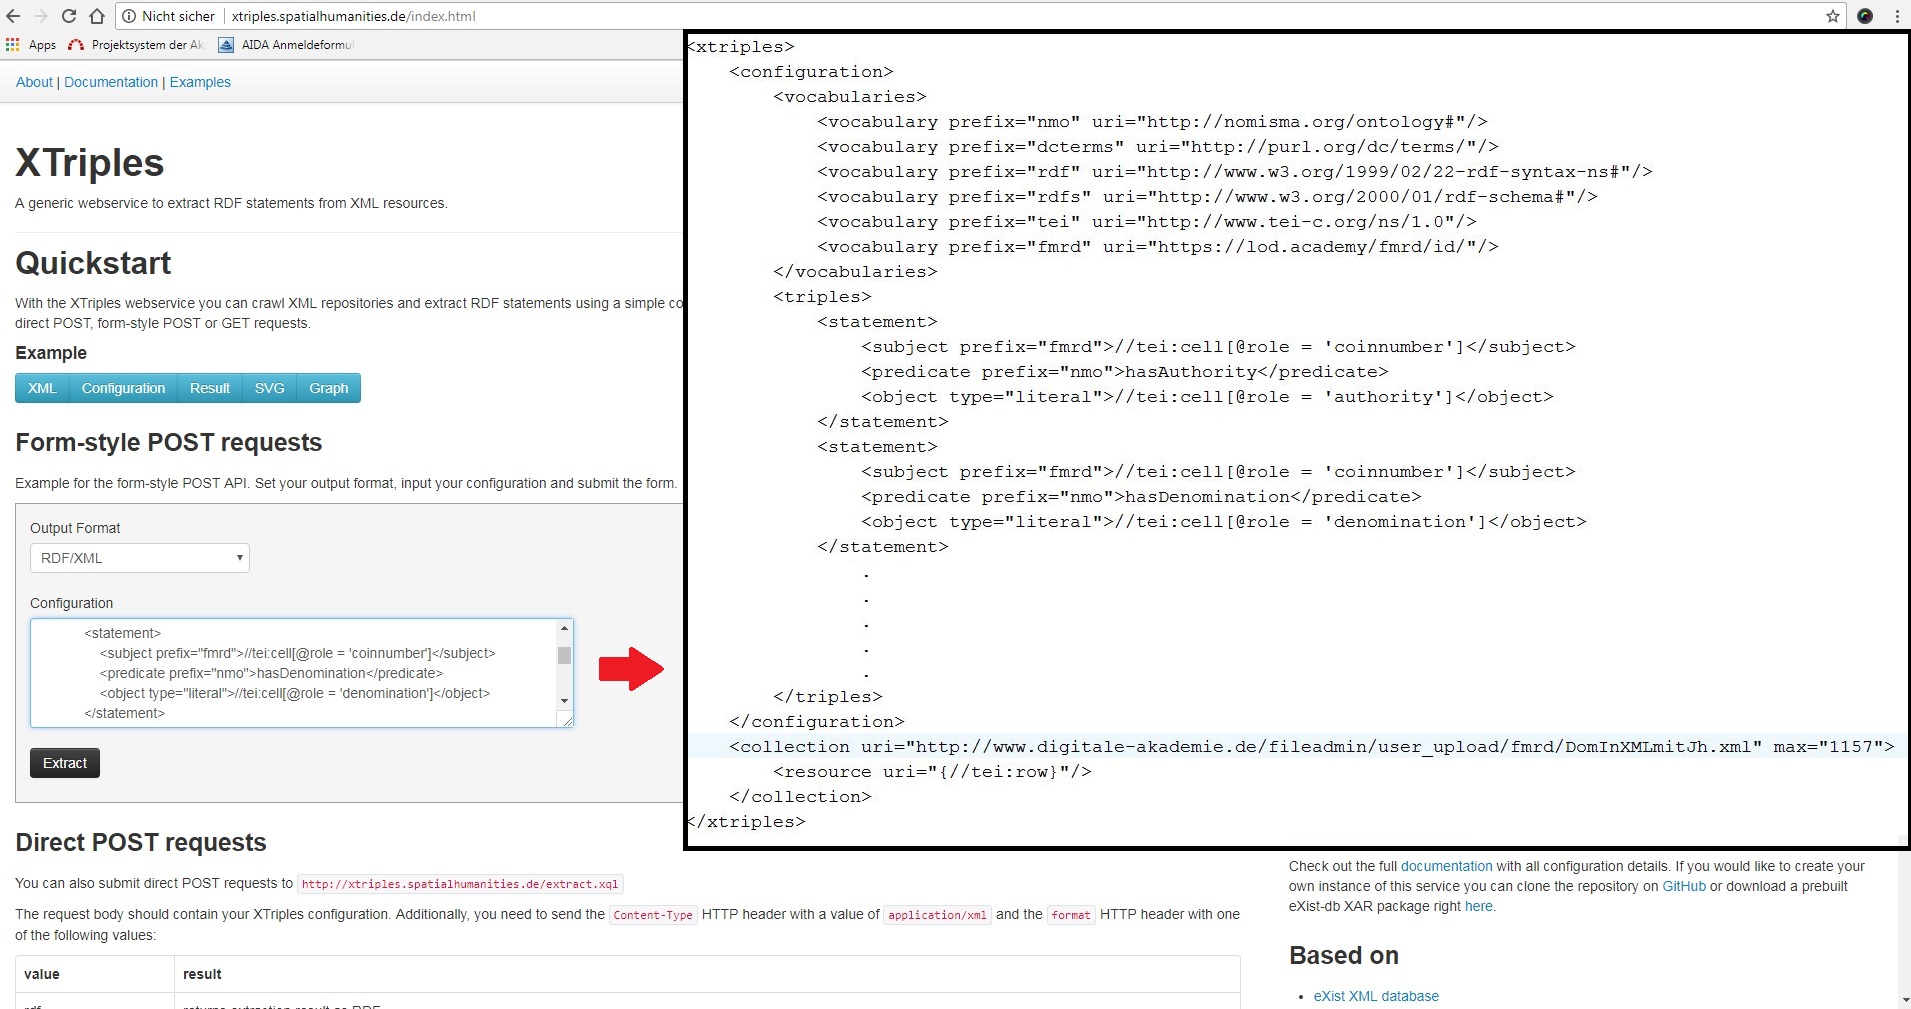 Nicht sicher | xtriples.spatialhumanities.de/index.html
Apps Projektsystem der Ak AIDA Anmeldeformul
About | Documentation | Examples
XTriples
A generic webservice to extract RDF statements from XML resources.
Quickstart
With the XTriples webservice you can crawl XML repositories and extract RDF statements using a simple co
direct POST, form-style POST or GET requests.
Example
XML Configuration Result SVG Graph
Form-style POST requests
Example for the form-style POST API. Set your output format, input your configuration and submit the form.
Output Format
RDF/XML
Configuration
<statement>
<subject prefix="fmrd">//tei:cell[@role = 'coinnumber']</subject>
<predicate prefix="nmo">hasDenomination</predicate>
<object type="literal">//tei:cell[@role = 'denomination']</object>
</statement>
Extract
<xtriples>
<configuration>
<vocabularies>
<vocabulary prefix="nmo" uri="http://nomisma.org/ontology#"/>
<vocabulary prefix="dcterms" uri="http://purl.org/dc/terms/"/>
<vocabulary prefix="rdf" uri="http://www.w3.org/1999/02/22-rdf-syntax-ns#"/>
<vocabulary prefix="rdfs" uri="http://www.w3.org/2000/01/rdf-schema#"/>
<vocabulary prefix="tei" uri="http://www.tei-c.org/ns/1.0"/>
<vocabulary prefix="fmrd" uri="https://lod.academy/fmrd/id/"/>
</vocabularies>
<triples>
<statement>
<subject prefix="fmrd">//tei:cell[@role = 'coinnumber']</subject>
<predicate prefix="nmo">hasAuthority</predicate>
<object type="literal">//tei:cell[@role = 'authority']</object>
</statement>
<statement>
<subject prefix="fmrd">//tei:cell[@role = 'coinnumber']</subject>
<predicate prefix="nmo">hasDenomination</predicate>
<object type="literal">//tei:cell[@role = 'denomination']</object>
</statement>
.
.
.
.
.
</triples>
</configuration>
<collection uri="http://www.digitale-akademie.de/fileadmin/user_upload/fmrd/DomInXMLmitJh.xml" max="1157">
<resource uri="{//tei:row}"/>
</collection>
</xtriples>
Direct POST requests
You can also submit direct POST requests to http://xtriples.spatialhumanities.de/extract.xql
The request body should contain your XTriples configuration. Additionally, you need to send the Content-Type HTTP header with a value of application/xml and the format HTTP header with one
of the following values:
value result
rdf returns extraction result as RDF
Check out the full documentation with all configuration details. If you would like to create your
own instance of this service you can clone the repository on GitHub or download a prebuilt
eXist-db XAR package right here.
Based on
• eXist XML database